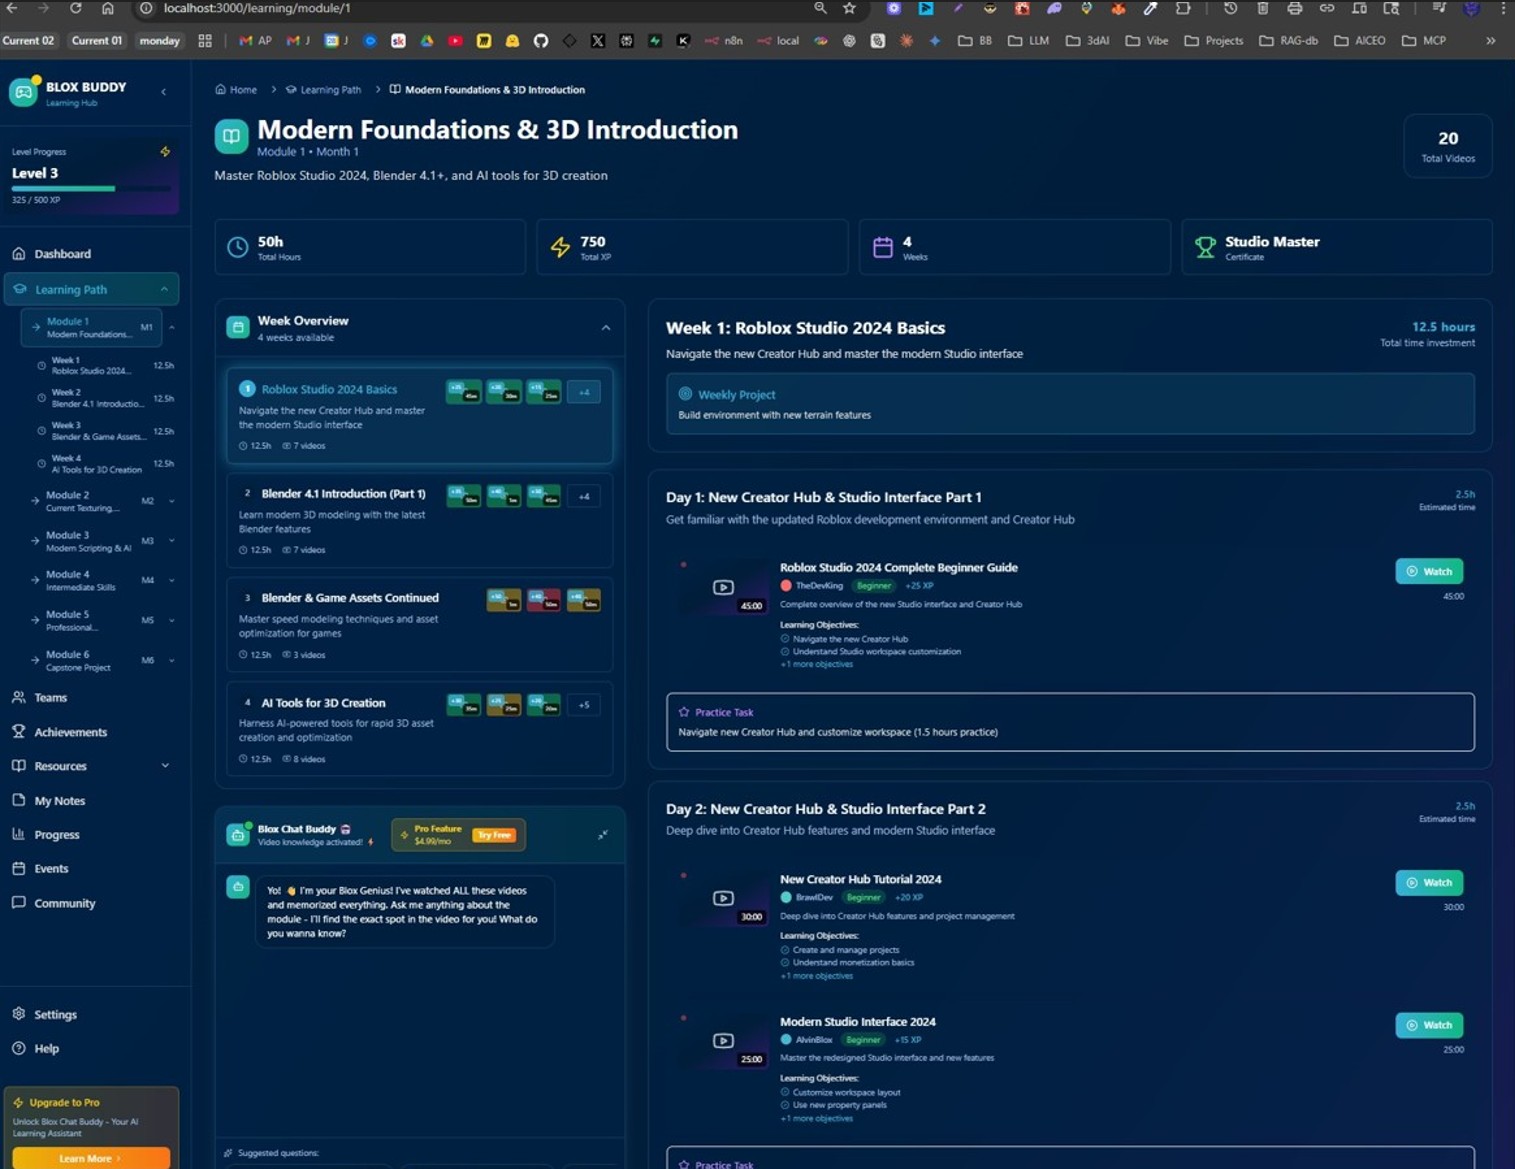 localhost:3000/learning/module/1
Current 02
Current 01
monday
AP
J
J
sk
n8n
local
BB
LLM
3dAI
Vibe
Projects
RAG-db
AICEO
MCP
BLOX BUDDY
Learning Hub
Level Progress
Level 3
325 / 500 XP
Dashboard
Learning Path
Module 1
Modern Foundations...
M1
Week 1
Roblox Studio 2024...
12.5h
Week 2
Blender 4.1 Introductio...
12.5h
Week 3
Blender & Game Assets...
12.5h
Week 4
AI Tools for 3D Creation
12.5h
Module 2
Current Texturing...
M2
Module 3
Modern Scripting & AI
M3
Module 4
Intermediate Skills
M4
Module 5
Professional...
M5
Module 6
Capstone Project
M6
Teams
Achievements
Resources
My Notes
Progress
Events
Community
Settings
Help
Upgrade to Pro
Unlock Blox Chat Buddy - Your AI
Learning Assistant
Learn More ›
Home
Learning Path
Modern Foundations & 3D Introduction
Modern Foundations & 3D Introduction
Module 1 • Month 1
Master Roblox Studio 2024, Blender 4.1+, and AI tools for 3D creation
20
Total Videos
50h
Total Hours
750
Total XP
4
Weeks
Studio Master
Certificate
Week Overview
4 weeks available
1 Roblox Studio 2024 Basics
45m
30m
25m
+4
Navigate the new Creator Hub and master
the modern Studio interface
12.5h 7 videos
2 Blender 4.1 Introduction (Part 1)
50m
1m
45m
+4
Learn modern 3D modeling with the latest
Blender features
12.5h 7 videos
3 Blender & Game Assets Continued
1m
50m
50m
Master speed modeling techniques and asset
optimization for games
12.5h 3 videos
4 AI Tools for 3D Creation
35m
25m
20m
+5
Harness AI-powered tools for rapid 3D asset
creation and optimization
12.5h 8 videos
Blox Chat Buddy
Video knowledge activated!
Pro Feature
$4.99/mo
Try Free
Yo! 👋 I'm your Blox Genius! I've watched ALL these videos
and memorized everything. Ask me anything about the
module - I'll find the exact spot in the video for you! What do
you wanna know?
Suggested questions:
Week 1: Roblox Studio 2024 Basics
Navigate the new Creator Hub and master the modern Studio interface
12.5 hours
Total time investment
Weekly Project
Build environment with new terrain features
Day 1: New Creator Hub & Studio Interface Part 1
Get familiar with the updated Roblox development environment and Creator Hub
2.5h
Estimated time
45:00
Roblox Studio 2024 Complete Beginner Guide
TheDevKing Beginner +25 XP
Complete overview of the new Studio interface and Creator Hub
Learning Objectives:
Navigate the new Creator Hub
Understand Studio workspace customization
+1 more objectives
Watch
45:00
Practice Task
Navigate new Creator Hub and customize workspace (1.5 hours practice)
Day 2: New Creator Hub & Studio Interface Part 2
Deep dive into Creator Hub features and modern Studio interface
2.5h
Estimated time
30:00
New Creator Hub Tutorial 2024
BrawlDev Beginner +20 XP
Deep dive into Creator Hub features and project management
Learning Objectives:
Create and manage projects
Understand monetization basics
+1 more objectives
Watch
30:00
25:00
Modern Studio Interface 2024
AlvinBlox Beginner +15 XP
Master the redesigned Studio interface and new features
Learning Objectives:
Customize workspace layout
Use new property panels
+1 more objectives
Watch
25:00
Practice Task